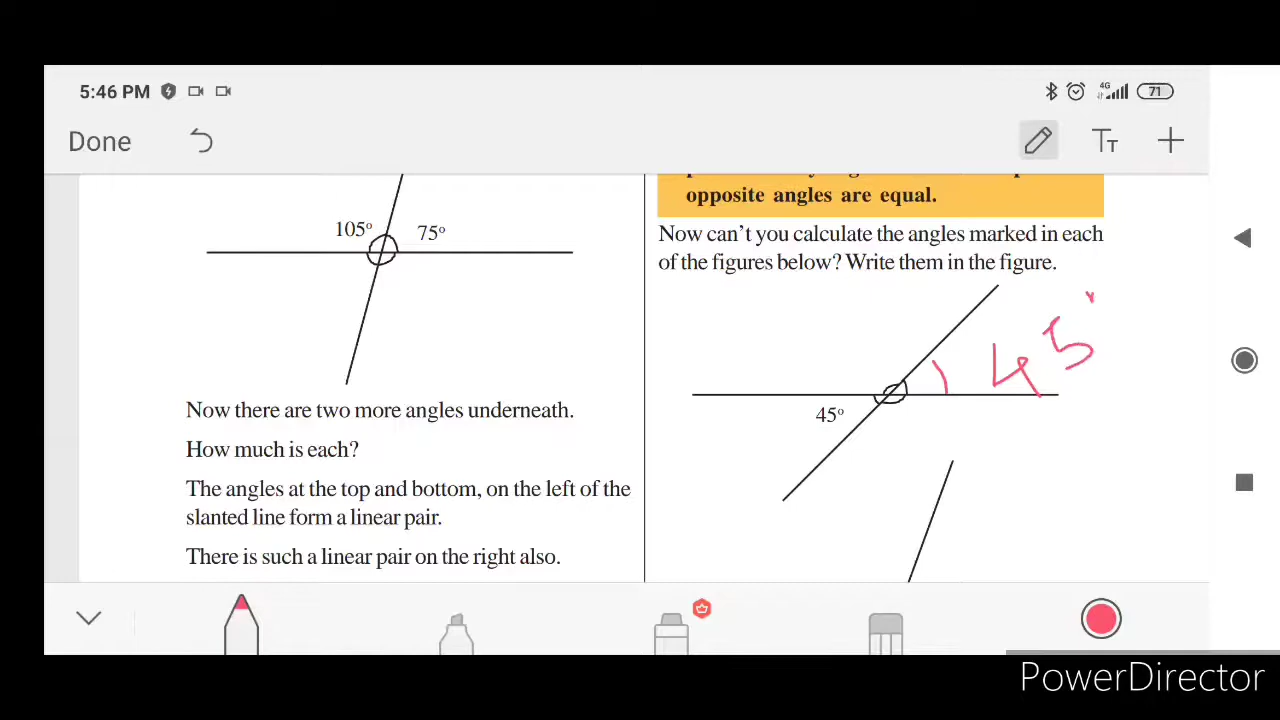 5:46 PM
4G
71
Done
TT
105° 75°
Now there are two more angles underneath.
How much is each?
The angles at the top and bottom, on the left of the
slanted line form a linear pair.
There is such a linear pair on the right also.
opposite angles are equal.
Now can't you calculate the angles marked in each
of the figures below? Write them in the figure.
45°
45°
PowerDirector